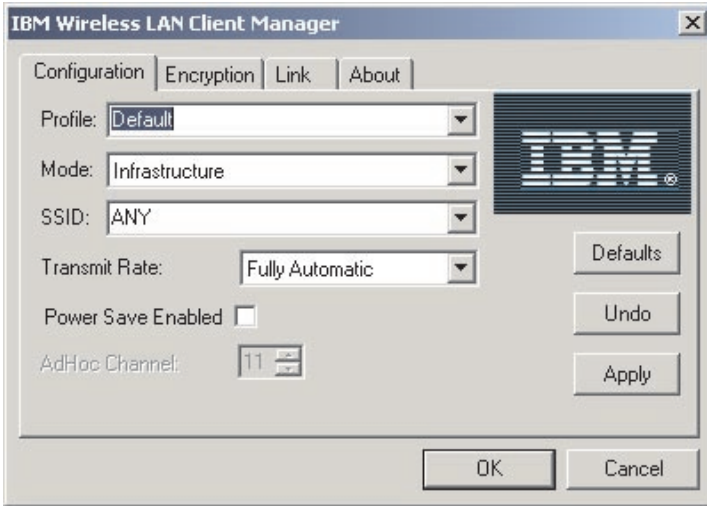 IBM Wireless LAN Client Manager
Configuration Encryption Link About
Profile: Default
IBM®
Mode: Infrastructure
SSID: ANY
Defaults
Transmit Rate: Fully Automatic
Power Save Enabled
Undo
AdHoc Channel: 11
Apply
OK Cancel